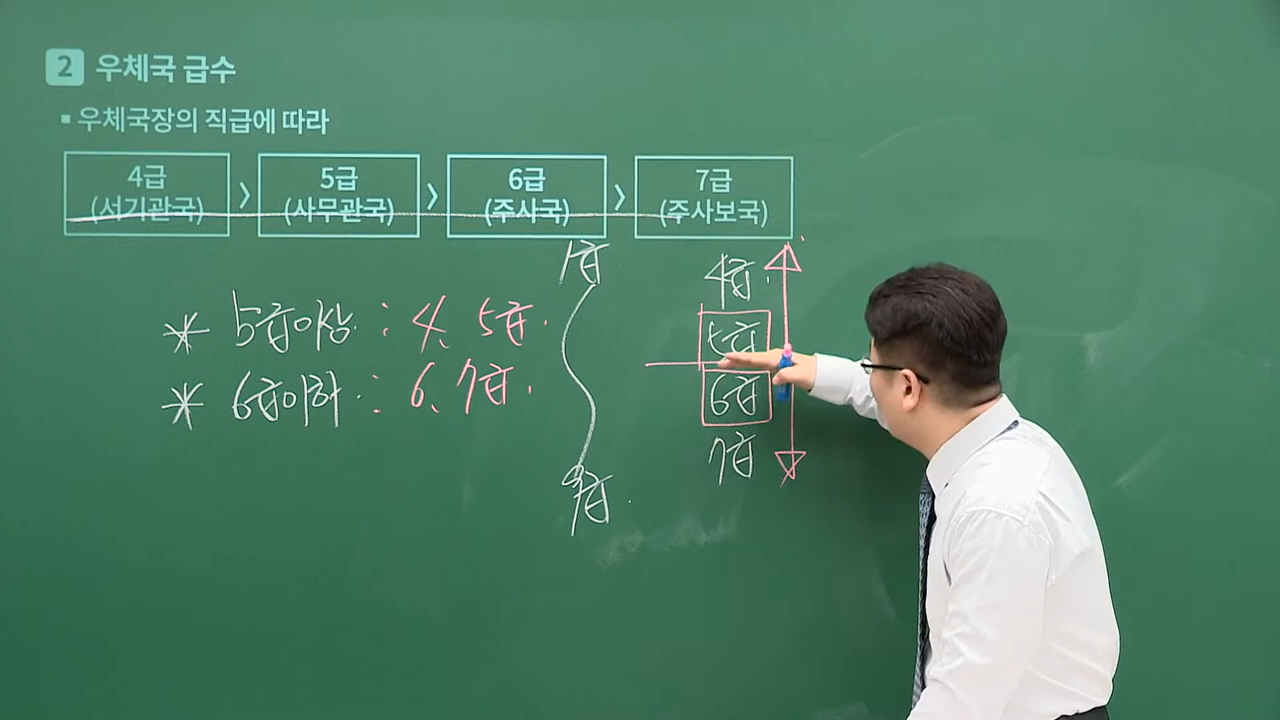 2 우체국 급수
▪ 우체국장의 직급에 따라
4급
(서기관국)
〉
5급
(사무관국)
〉
6급
(주사국)
〉
7급
(주사보국)
* 5급이상 : 4, 5급.
* 6급이하 : 6, 7급.
1급
9급.
4급.
5급
6급
7급